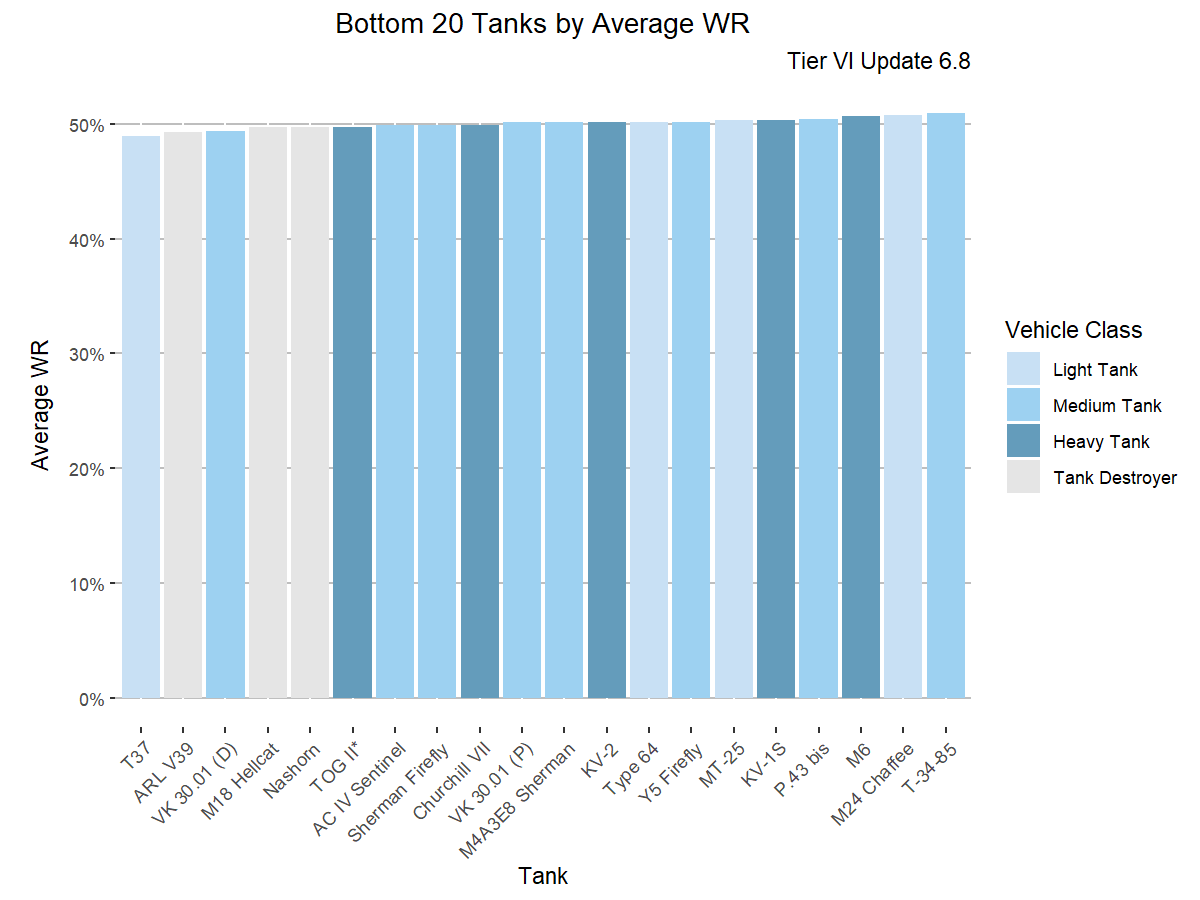 Bottom 20 Tanks by Average WR
Tier VI Update 6.8
50%
40%
30%
20%
10%
0%
Average WR
T37
ARL V39
VK 30.01 (D)
M18 Hellcat
Nashorn
TOG II*
AC IV Sentinel
Sherman Firefly
Churchill VII
VK 30.01 (P)
M4A3E8 Sherman
KV-2
Type 64
Y5 Firefly
MT-25
KV-1S
P.43 bis
M6
M24 Chaffee
T-34-85
Tank
Vehicle Class
Light Tank
Medium Tank
Heavy Tank
Tank Destroyer